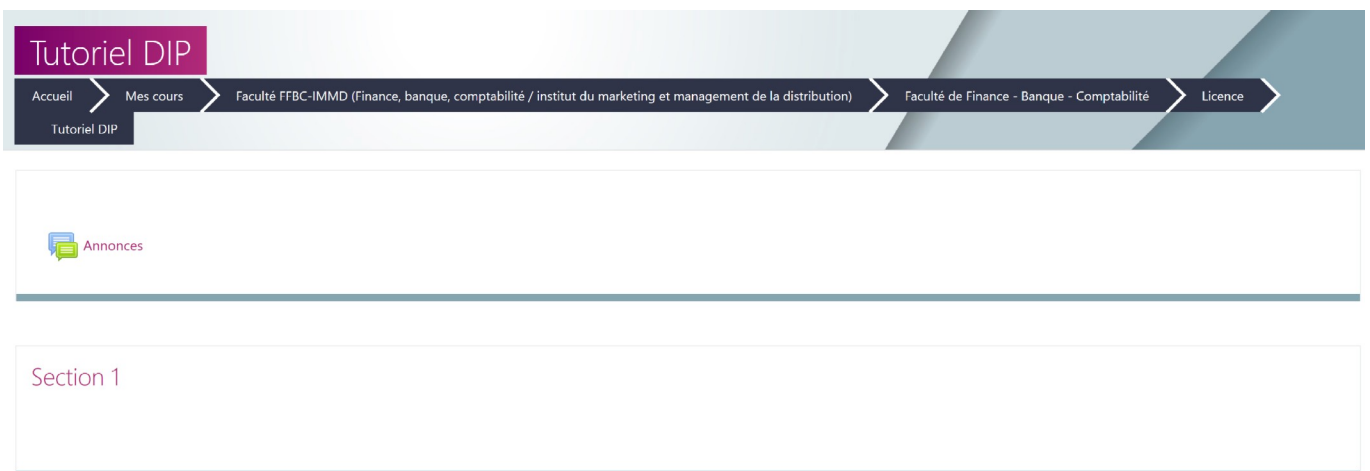 Tutoriel DIP
Accueil Mes cours Faculté FFBC-IMMD (Finance, banque, comptabilité / institut du marketing et management de la distribution) Faculté de Finance - Banque - Comptabilité Licence
Tutoriel DIP
Annonces
Section 1